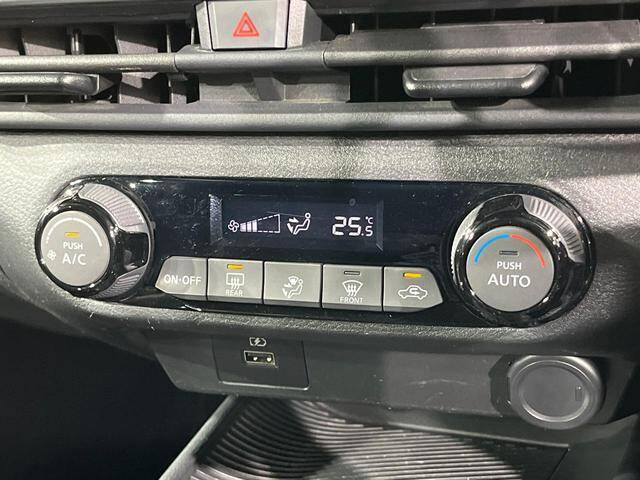 PUSH
A/C
25.5 °C
ON·OFF
REAR
FRONT
PUSH
AUTO